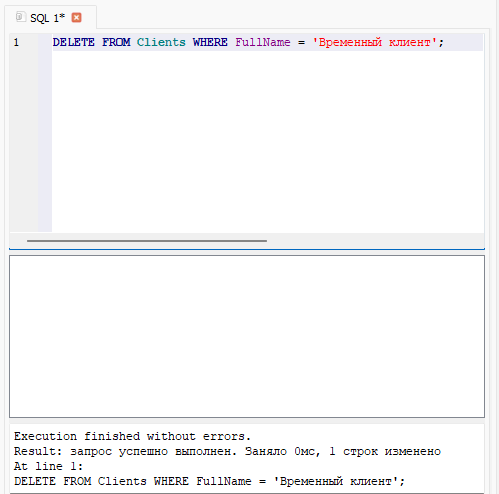 SQL 1*
1 DELETE FROM Clients WHERE FullName = 'Временный клиент';
Execution finished without errors.
Result: запрос успешно выполнен. Заняло 0мс, 1 строк изменено
At line 1:
DELETE FROM Clients WHERE FullName = 'Временный клиент';